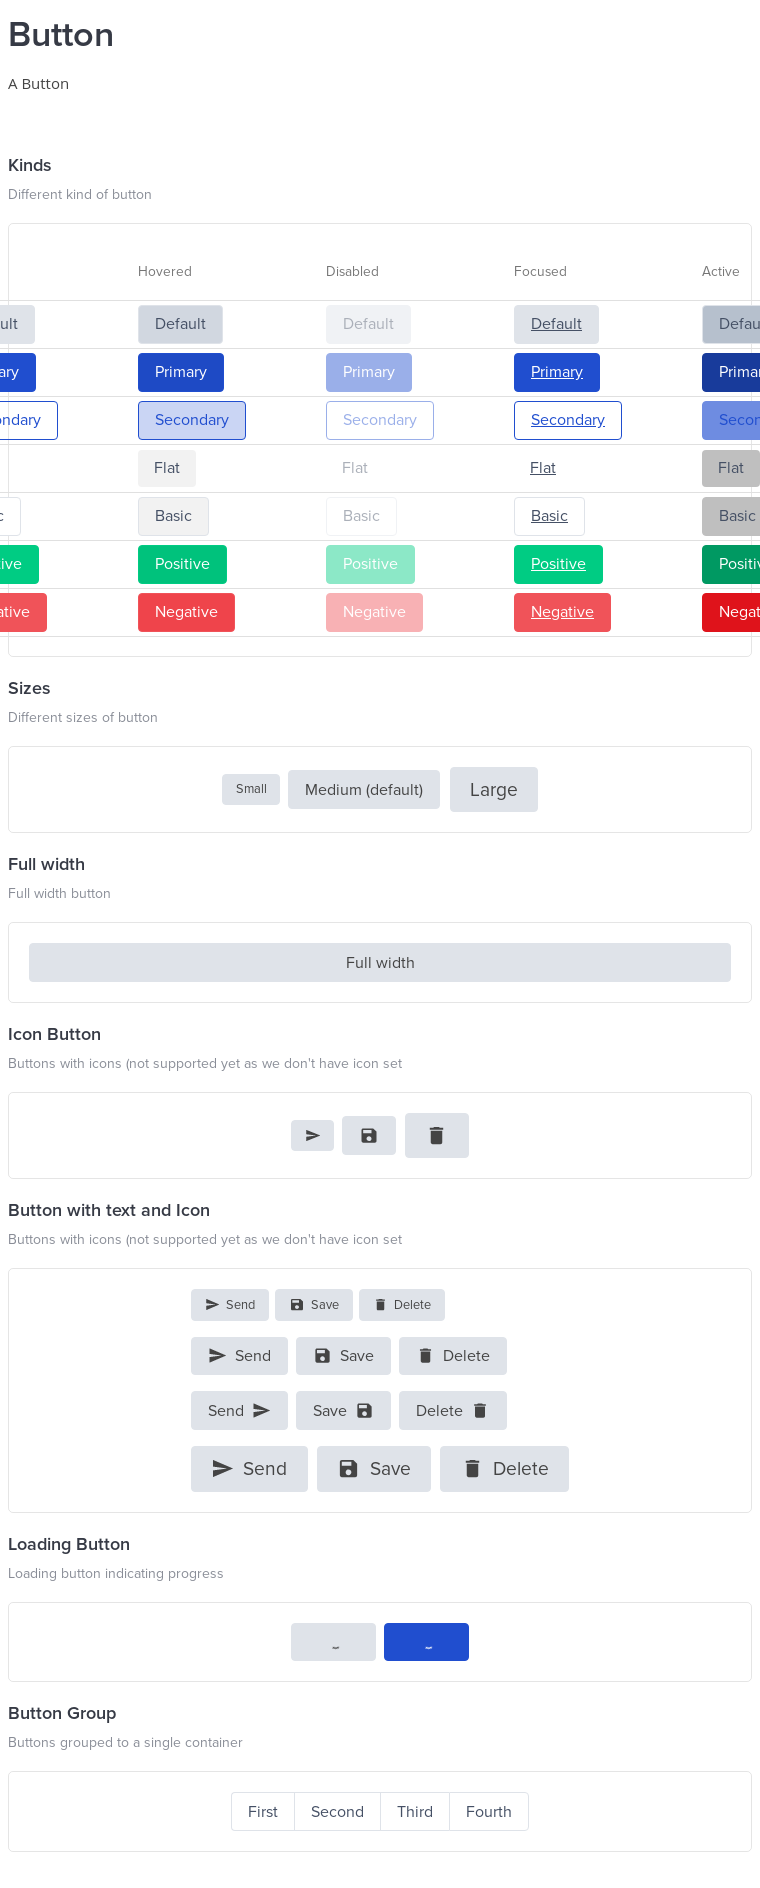 Button
A Button
Kinds
Different kind of button
Hovered Disabled Focused Active
ult Default Default Default Defau
ary Primary Primary Primary Primar
ondary Secondary Secondary Secondary Secon
Flat Flat Flat Flat
c Basic Basic Basic Basic
tive Positive Positive Positive Positiv
ative Negative Negative Negative Negat
Sizes
Different sizes of button
Small Medium (default) Large
Full width
Full width button
Full width
Icon Button
Buttons with icons (not supported yet as we don't have icon set
Button with text and Icon
Buttons with icons (not supported yet as we don't have icon set
Send Save Delete
Send Save Delete
Send Save Delete
Send Save Delete
Loading Button
Loading button indicating progress
Button Group
Buttons grouped to a single container
First Second Third Fourth